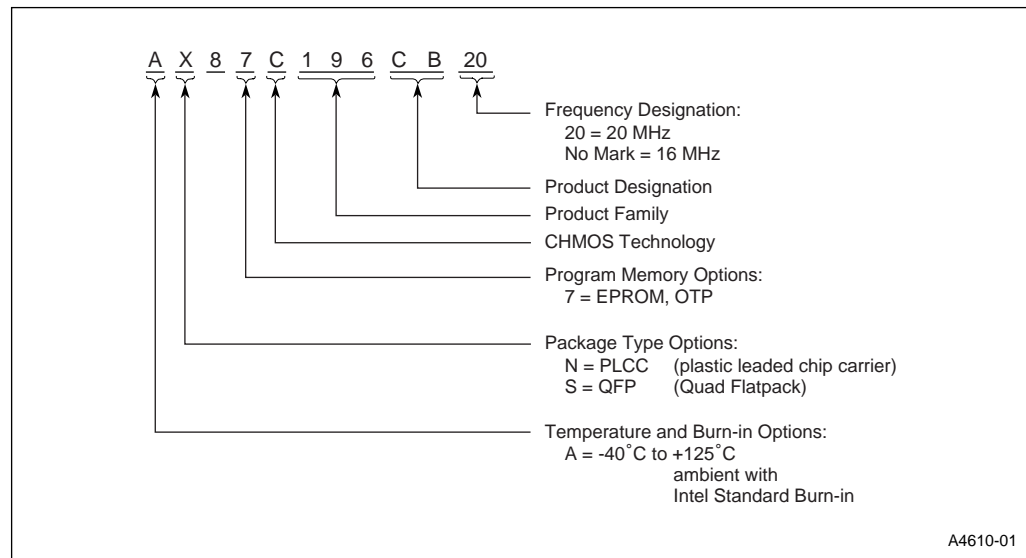 A X 8 7 C 1 9 6 C B 20
Frequency Designation:
20 = 20 MHz
No Mark = 16 MHz
Product Designation
Product Family
CHMOS Technology
Program Memory Options:
7 = EPROM, OTP
Package Type Options:
N = PLCC (plastic leaded chip carrier)
S = QFP (Quad Flatpack)
Temperature and Burn-in Options:
A = -40˚C to +125˚C
ambient with
Intel Standard Burn-in
A4610-01